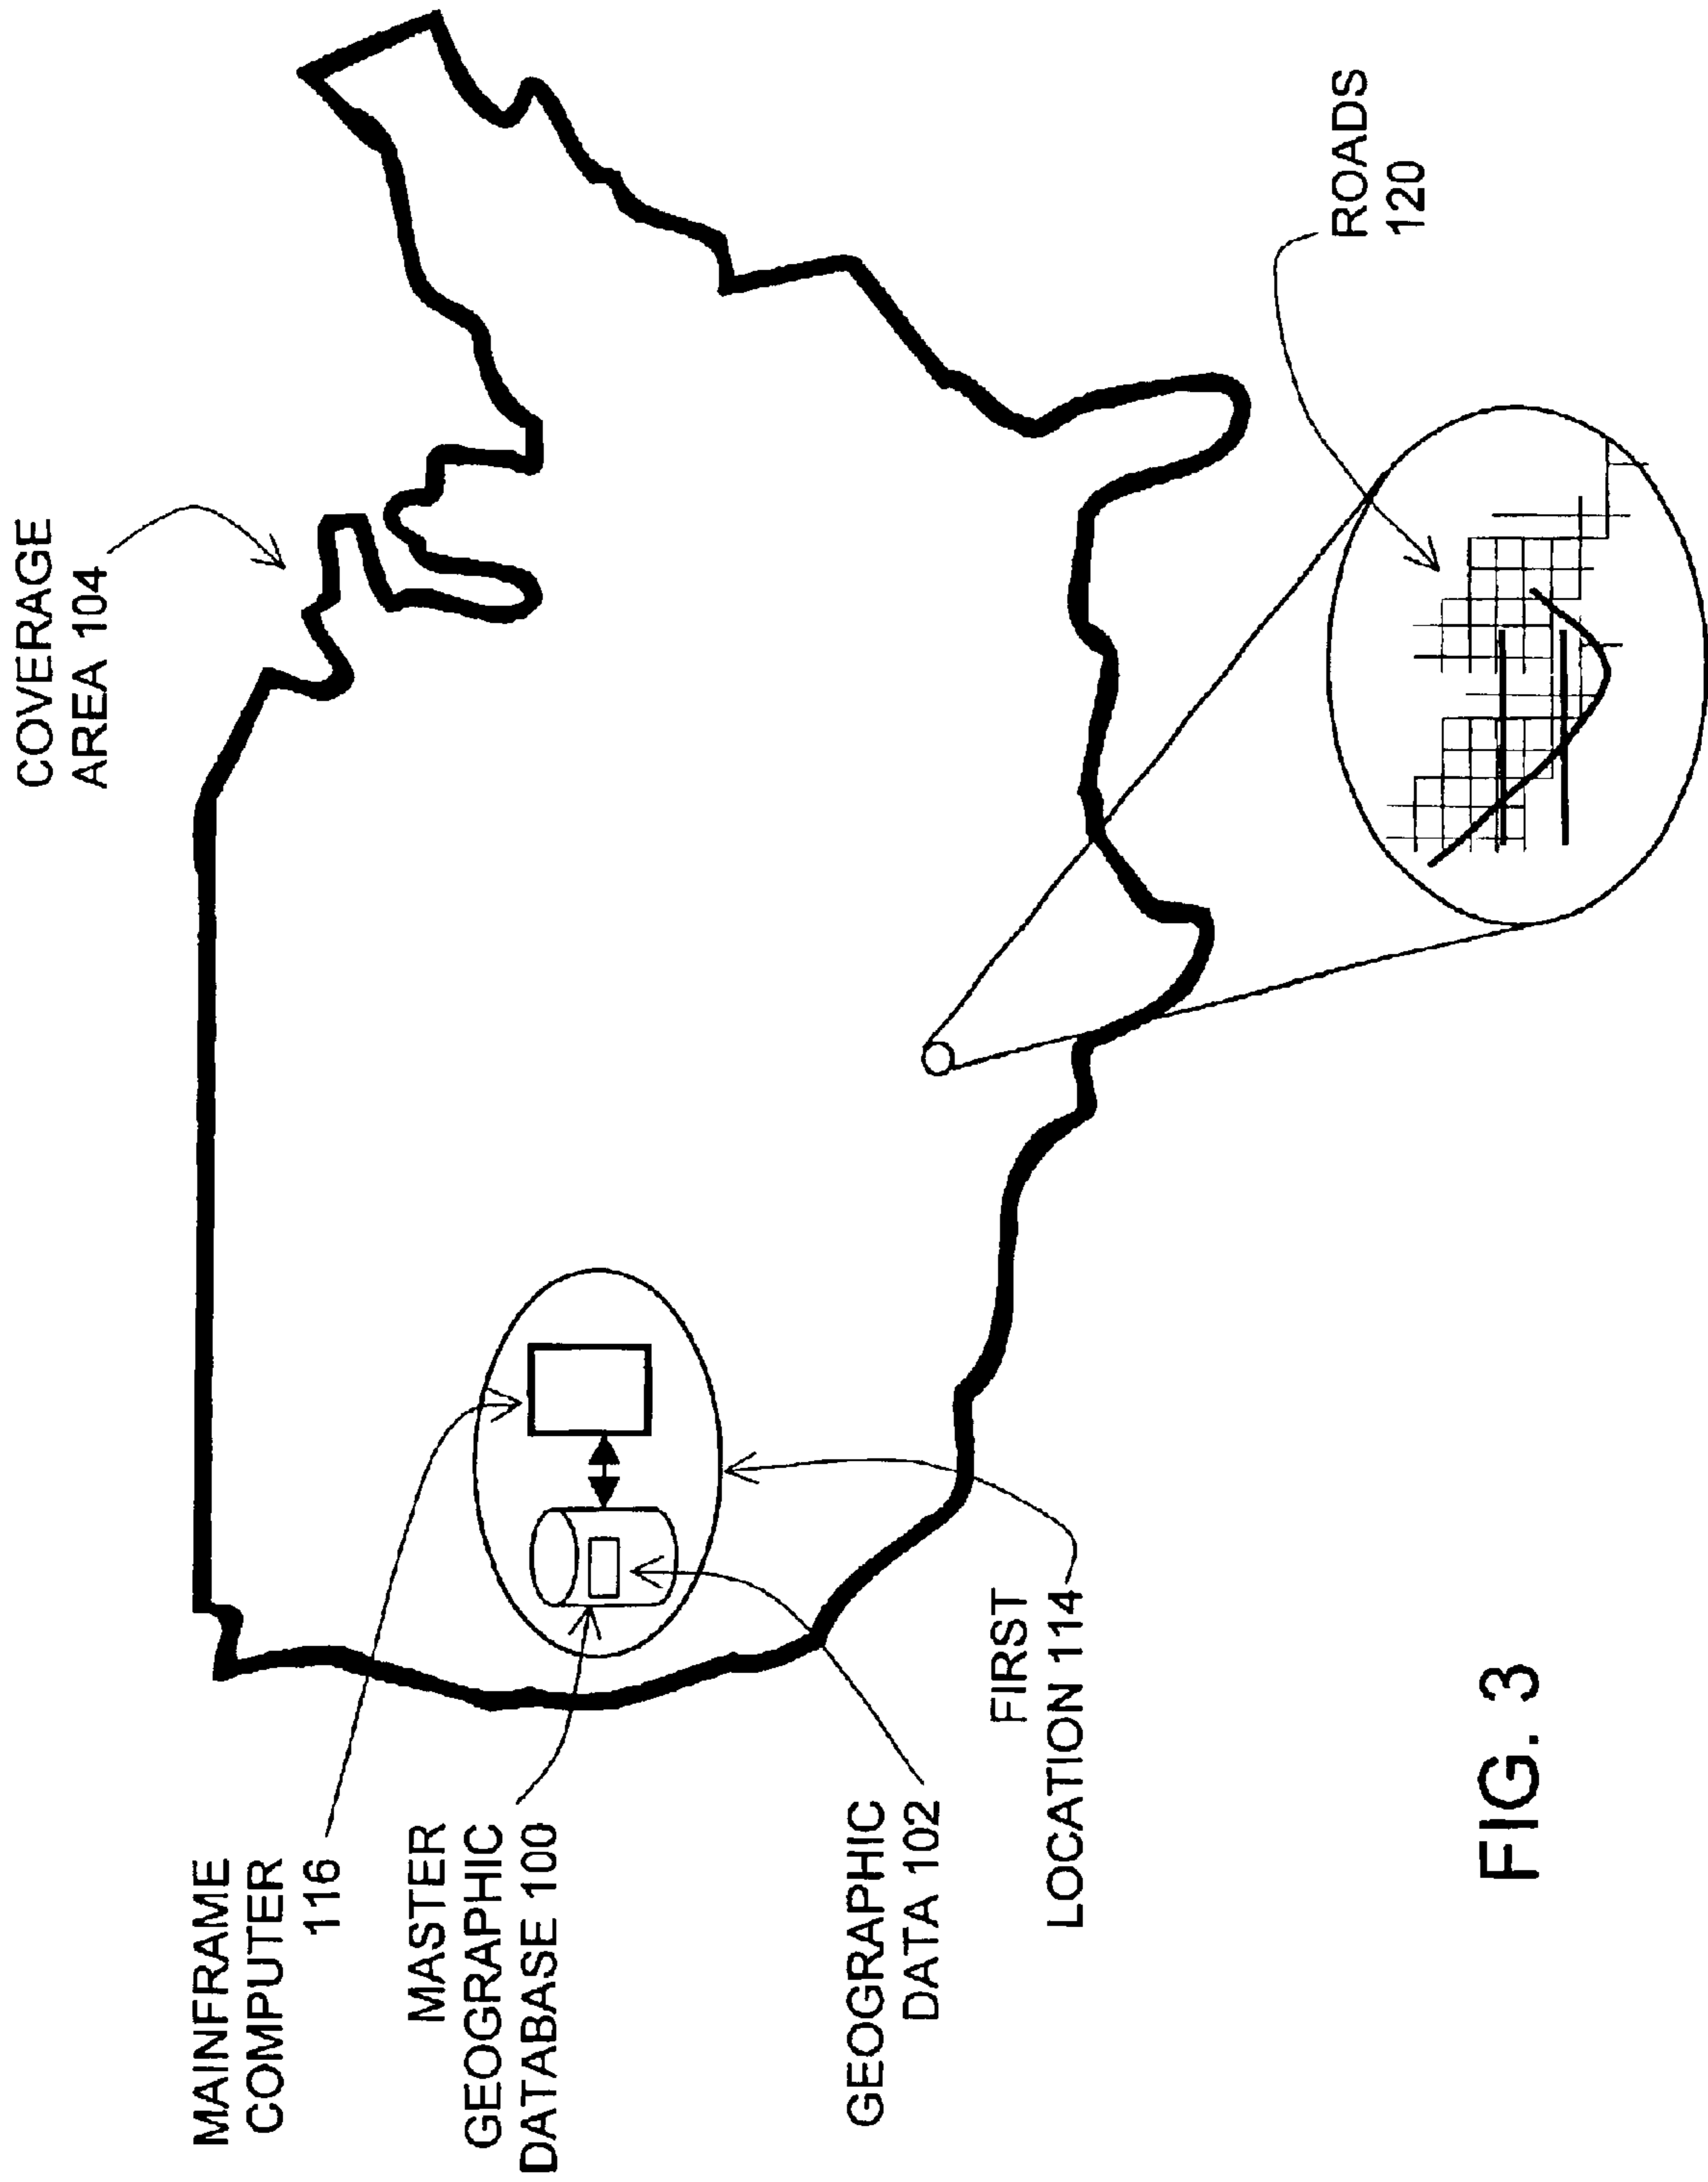 COVERAGE
AREA 104
MAINFRAME
COMPUTER
116
MASTER
GEOGRAPHIC
DATABASE 100
GEOGRAPHIC
DATA 102
FIRST
LOCATION 114
ROADS
120
FIG. 3